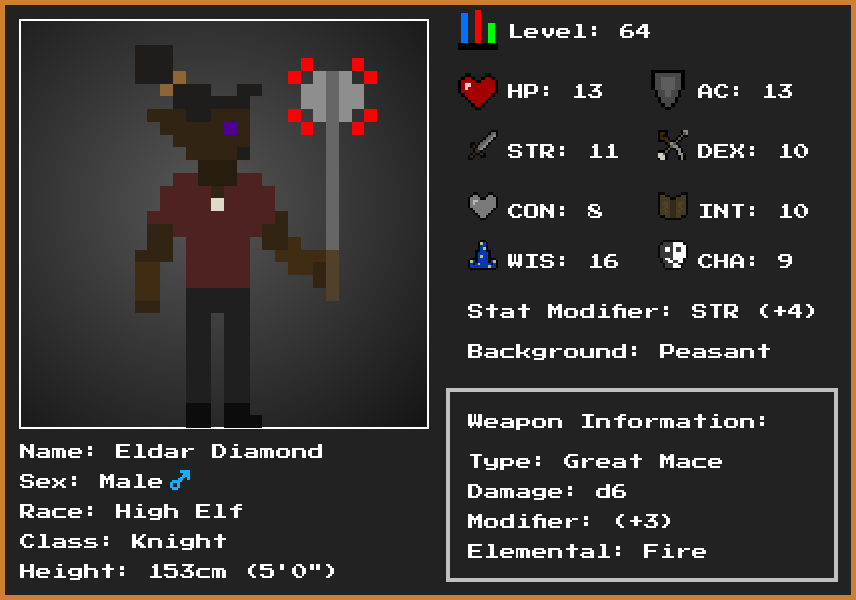 Level: 64
HP: 13
AC: 13
STR: 11
DEX: 10
CON: 8
INT: 10
WIS: 16
CHA: 9
Stat Modifier: STR (+4)
Background: Peasant
Weapon Information:
Type: Great Mace
Damage: d6
Modifier: (+3)
Elemental: Fire
Name: Eldar Diamond
Sex: Male♂
Race: High Elf
Class: Knight
Height: 153cm (5'0")